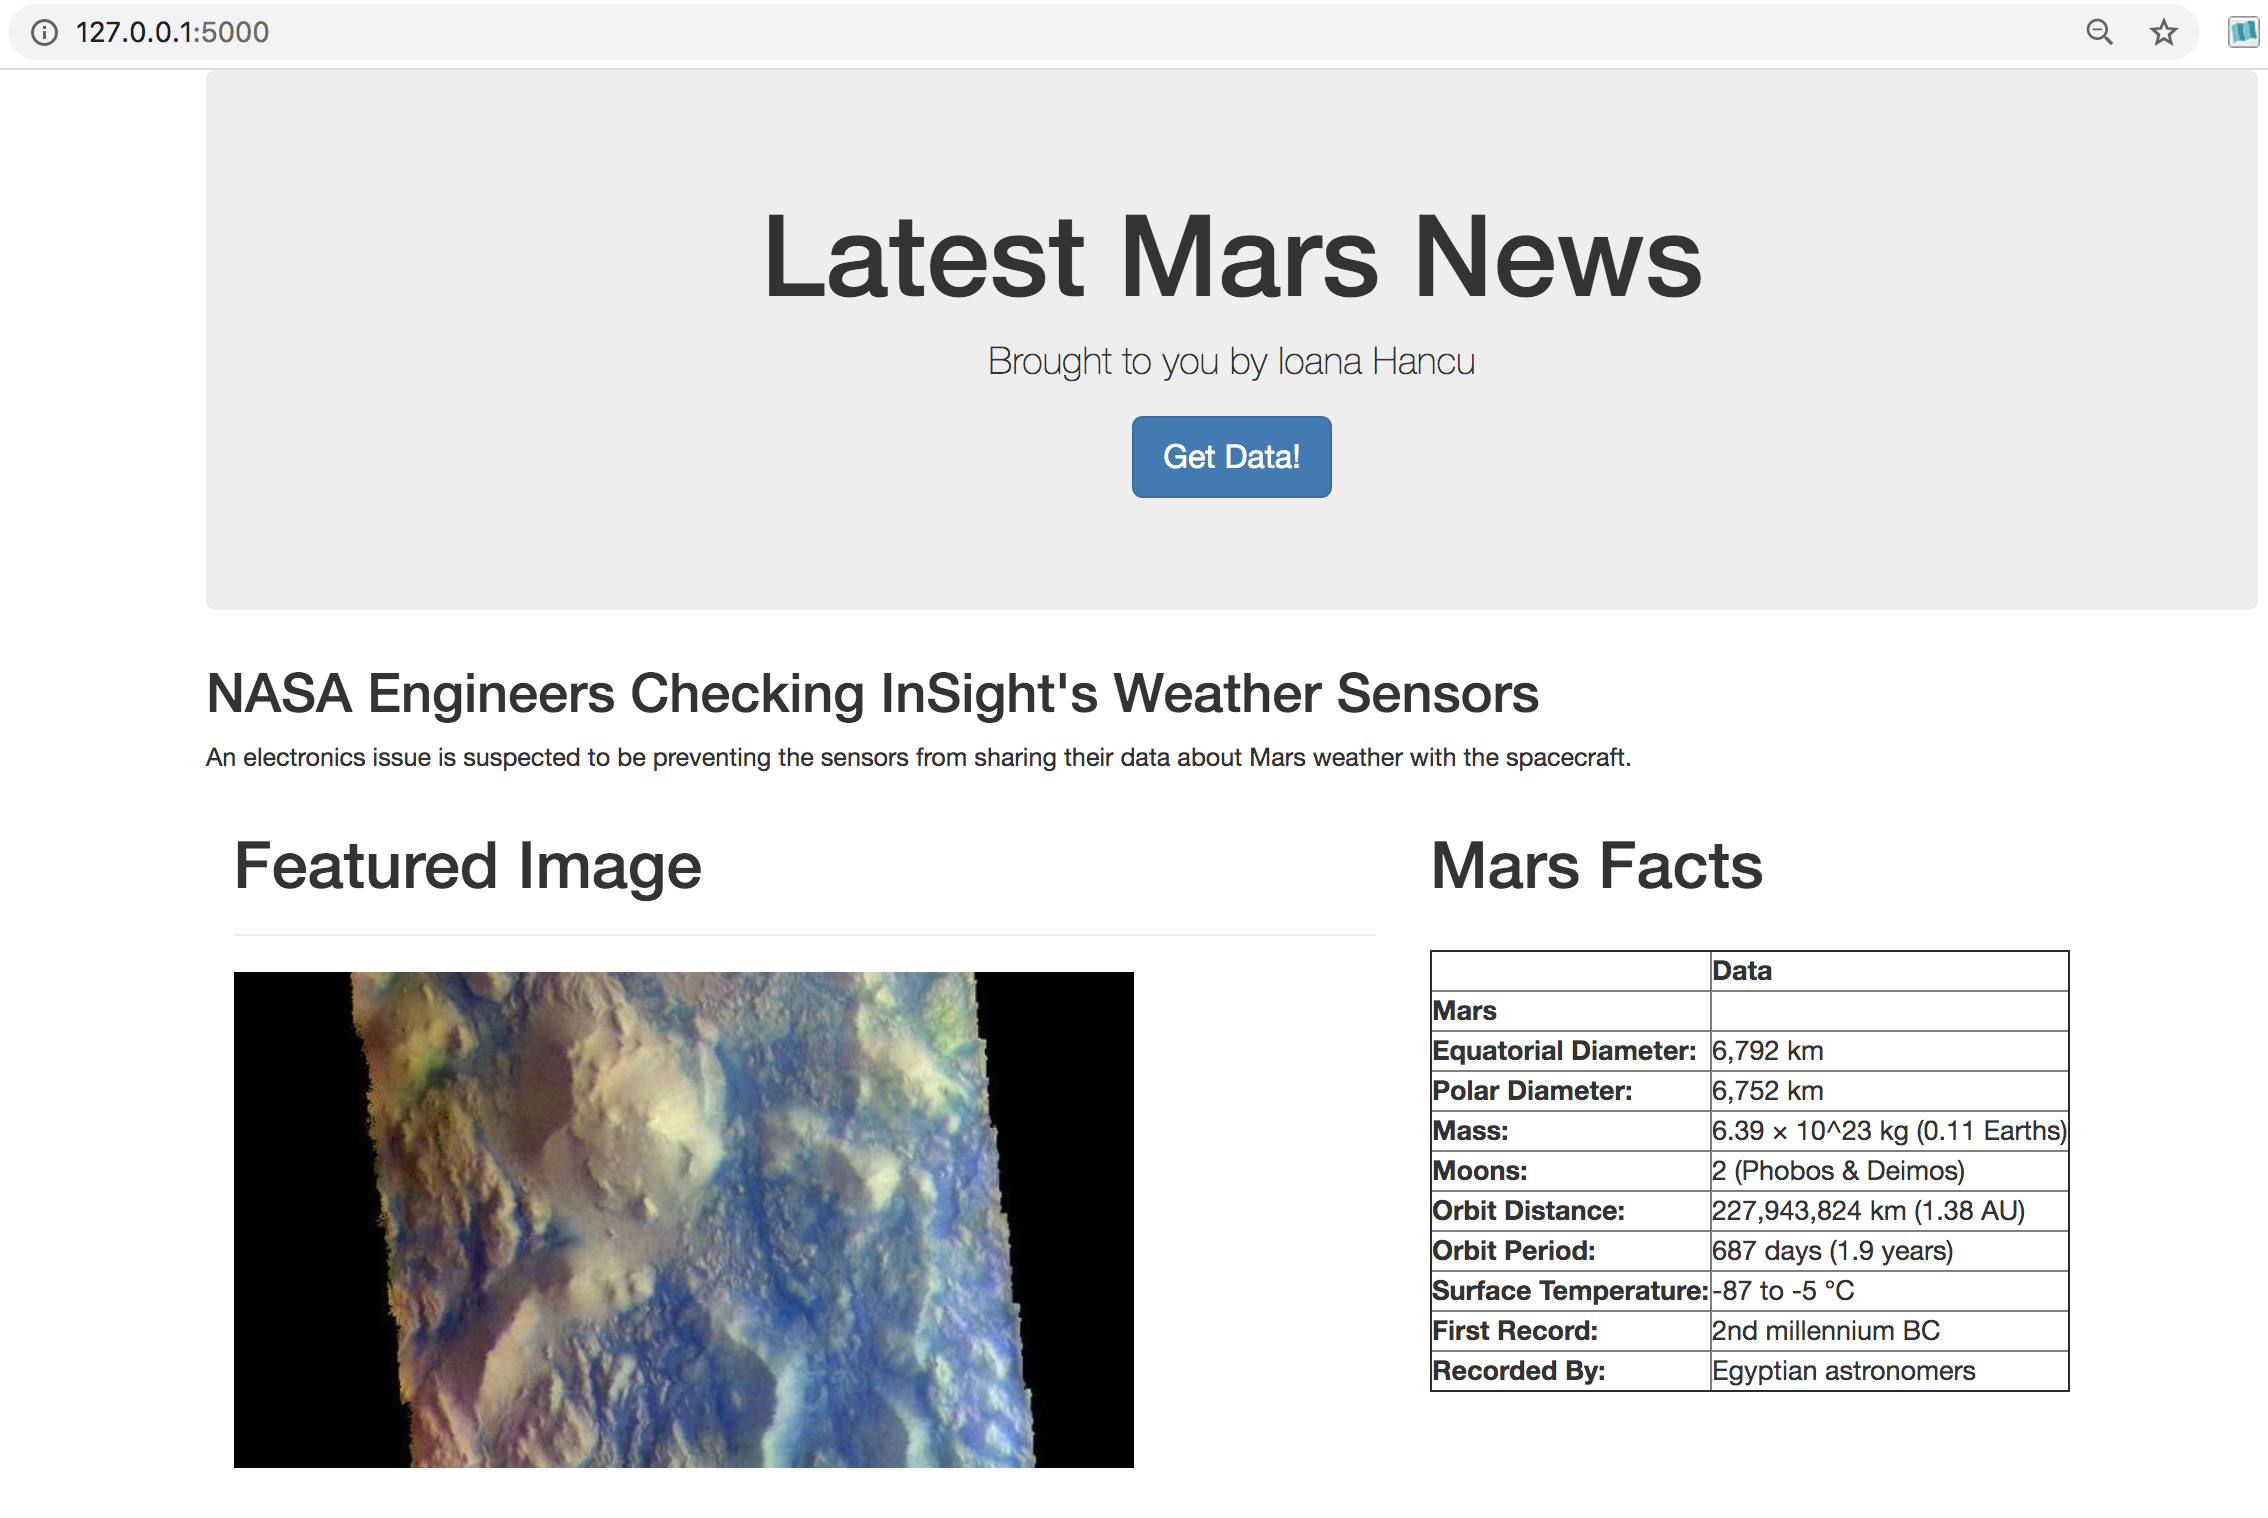 127.0.0.1:5000
Latest Mars News
Brought to you by Ioana Hancu
Get Data!
NASA Engineers Checking InSight's Weather Sensors
An electronics issue is suspected to be preventing the sensors from sharing their data about Mars weather with the spacecraft.
Featured Image
Mars Facts
Data
Mars
Equatorial Diameter: 6,792 km
Polar Diameter: 6,752 km
Mass: 6.39 × 10^23 kg (0.11 Earths)
Moons: 2 (Phobos & Deimos)
Orbit Distance: 227,943,824 km (1.38 AU)
Orbit Period: 687 days (1.9 years)
Surface Temperature: -87 to -5 °C
First Record: 2nd millennium BC
Recorded By: Egyptian astronomers